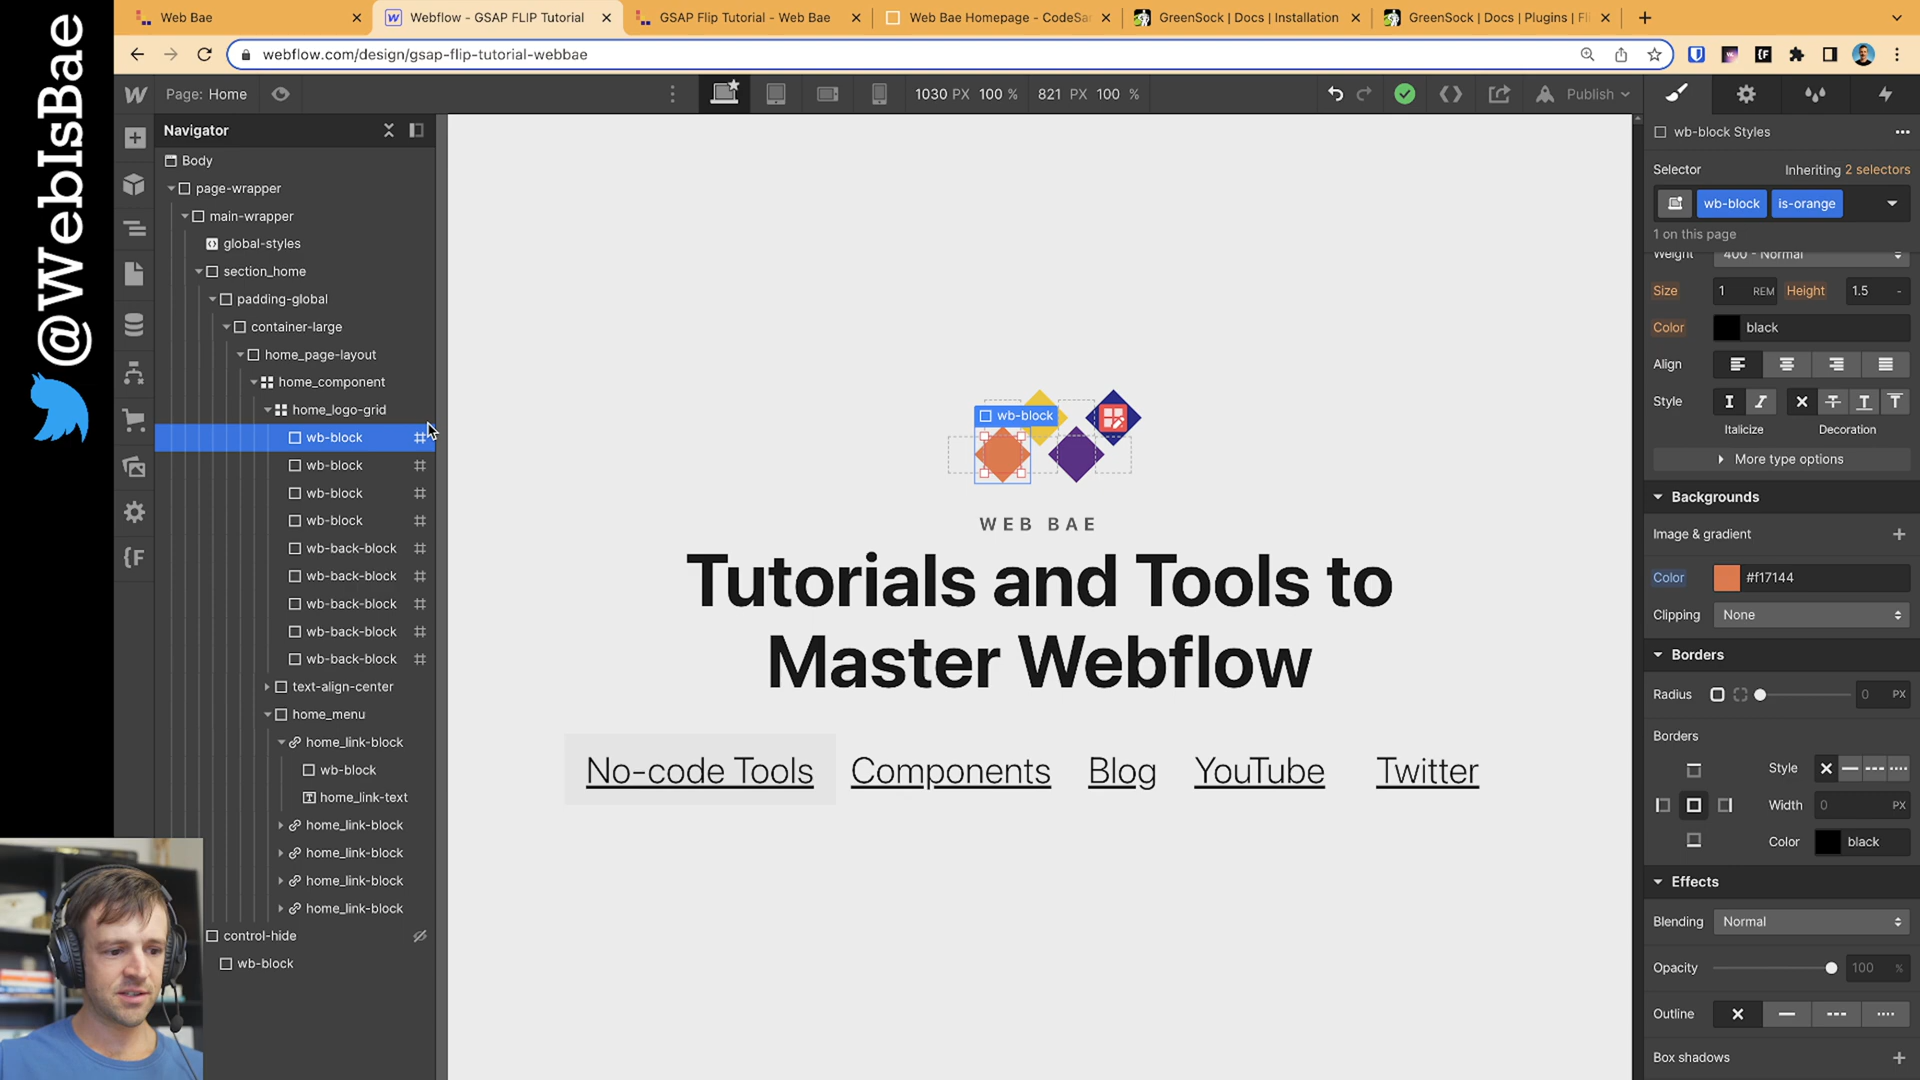 Web Bae
Webflow - GSAP FLIP Tutorial
GSAP Flip Tutorial - Web Bae
Web Bae Homepage - CodeSa
GreenSock | Docs | Installation
GreenSock | Docs | Plugins | Fl
webflow.com/design/gsap-flip-tutorial-webbae
@WebIsBae
Page: Home
1030 PX 100 %
821 PX 100 %
Publish
Navigator
Body
page-wrapper
main-wrapper
global-styles
section_home
padding-global
container-large
home_page-layout
home_component
home_logo-grid
wb-block
wb-block
wb-block
wb-block
wb-back-block
wb-back-block
wb-back-block
wb-back-block
wb-back-block
text-align-center
home_menu
home_link-block
wb-block
home_link-text
home_link-block
home_link-block
home_link-block
home_link-block
control-hide
wb-block
wb-block
WEB BAE
Tutorials and Tools to
Master Webflow
No-code Tools
Components
Blog
YouTube
Twitter
wb-block Styles
Selector
Inheriting 2 selectors
wb-block
is-orange
1 on this page
Weight
400 - Normal
Size
1 REM
Height
1.5 -
Color
black
Align
Style
Italicize
Decoration
More type options
Backgrounds
Image & gradient
Color
#f17144
Clipping
None
Borders
Radius
0 PX
Borders
Style
Width
0 PX
Color
black
Effects
Blending
Normal
Opacity
100 %
Outline
Box shadows